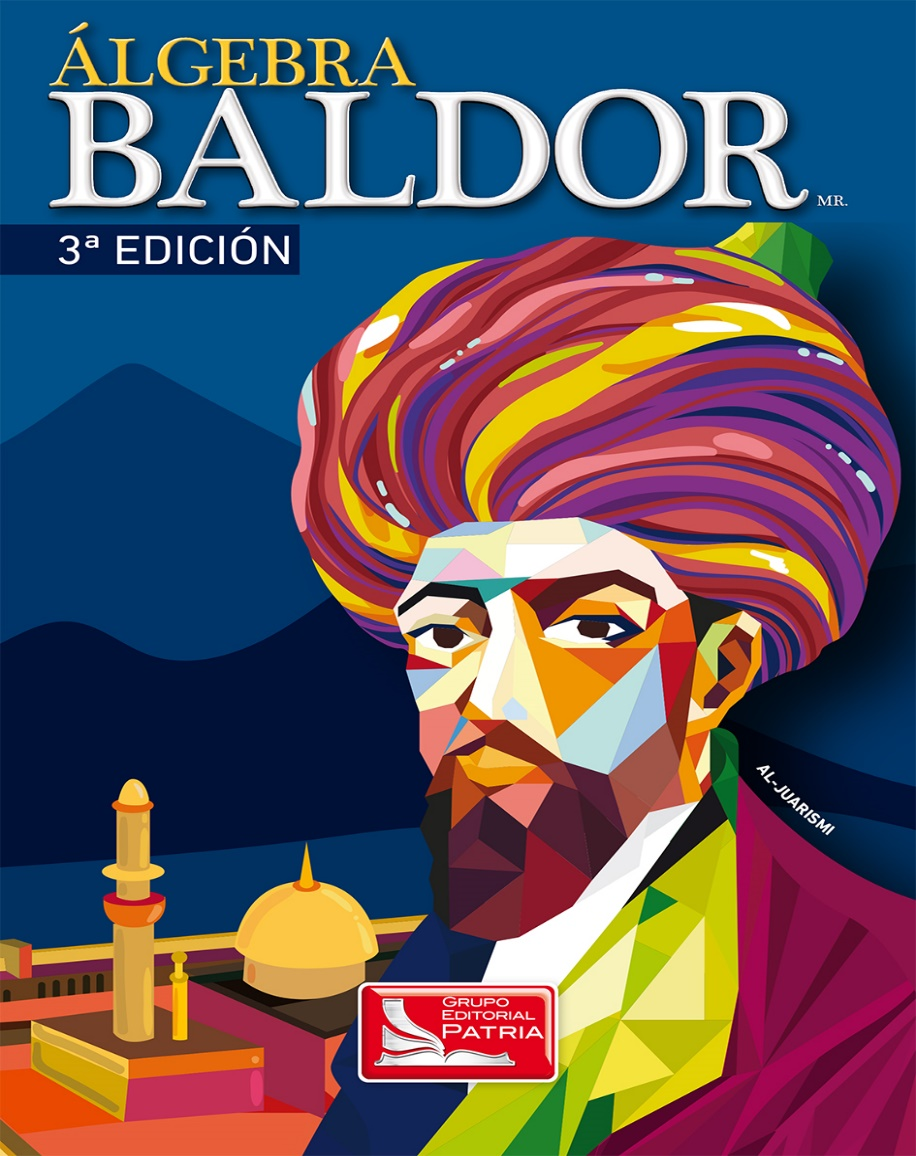 ÁLGEBRA
BALDOR
MR.
3ª EDICIÓN
AL-JUARISMI
GRUPO
EDITORIAL
PATRIA